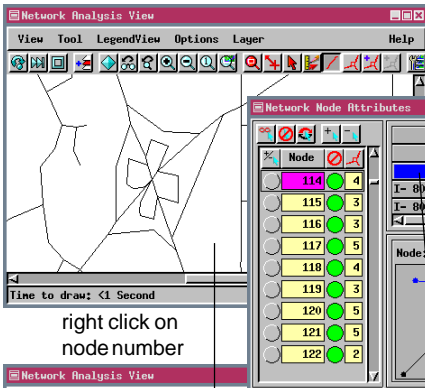 Network Analysis View
View Tool LegendView Options Layer Help
Network Node Attributes
Node
114 4
115 3
116 3
117 5
118 4
119 3
120 5
121 5
122 2
I- 80
I- 80
Node:
Time to draw: <1 Second
right click on
node number
Network Analysis View